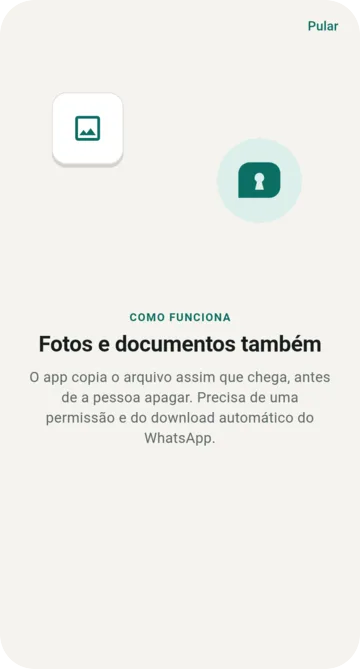 Pular
COMO FUNCIONA
Fotos e documentos também
O app copia o arquivo assim que chega, antes
de a pessoa apagar. Precisa de uma
permissão e do download automático do
WhatsApp.